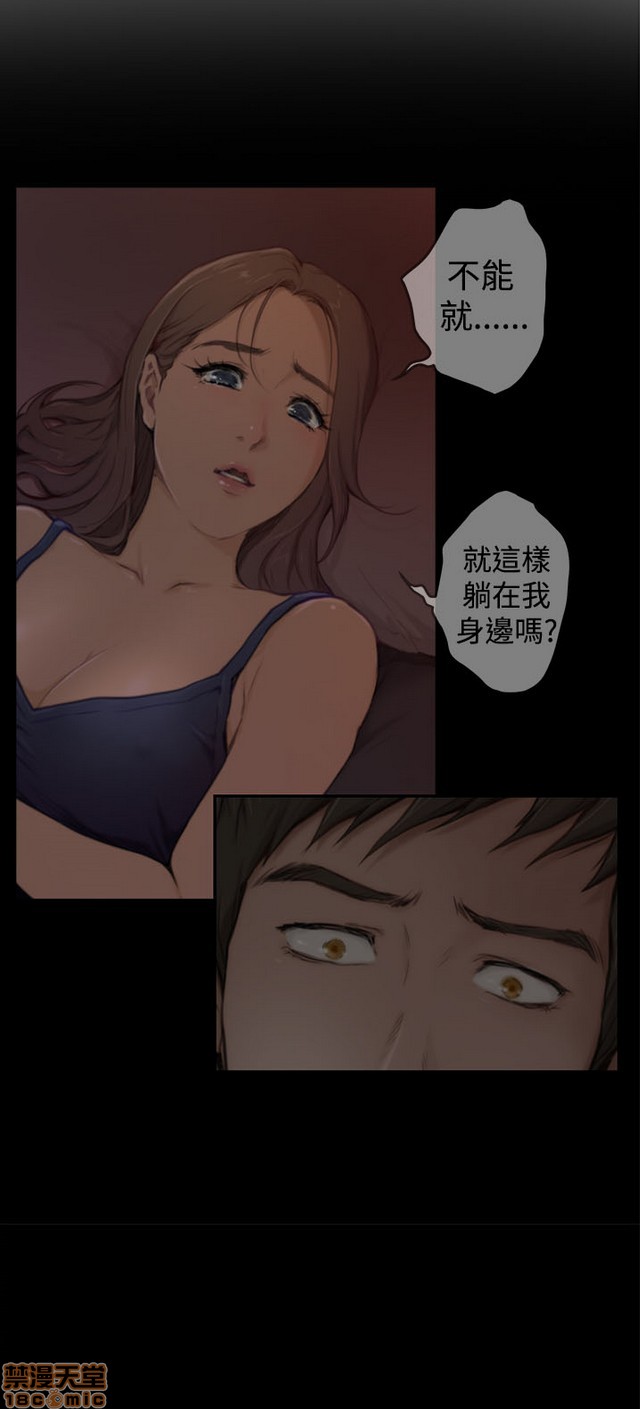 不能
就......
就這樣
躺在我
身邊嗎?
禁漫天堂
18comic